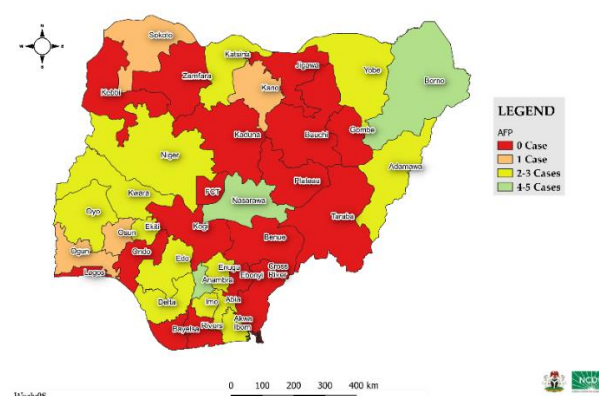 N
W E
S
Sokoto
Katsina
Jigawa
Yobe
Borno
Zamfara
Kebbi
Kano
Kaduna
Bauchi
Gombe
Adamawa
Niger
Plateau
FCT
Nasarawa
Kwara
Taraba
Oyo
Kogi
Benue
Osun
Ekiti
Ogun
Ondo
Edo
Enugu
Ebonyi
Cross
River
Lagos
Anambra
Delta
Imo
Abia
Akwa
Ibom
Bayelsa
Rivers
LEGEND
AFP
0 Case
1 Case
2-3 Cases
4-5 Cases
0 100 200 300 400 km
NCD